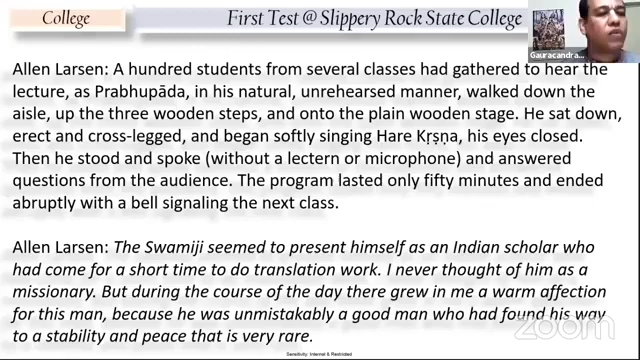 College
First Test @ Slippery Rock State College
Gauracandra...
Allen Larsen: A hundred students from several classes had gathered to hear the
lecture, as Prabhupāda, in his natural, unrehearsed manner, walked down the
aisle, up the three wooden steps, and onto the plain wooden stage. He sat down,
erect and cross-legged, and began softly singing Hare Kṛṣṇa, his eyes closed.
Then he stood and spoke (without a lectern or microphone) and answered
questions from the audience. The program lasted only fifty minutes and ended
abruptly with a bell signaling the next class.
Allen Larsen: The Swamiji seemed to present himself as an Indian scholar who
had come for a short time to do translation work. I never thought of him as a
missionary. But during the course of the day there grew in me a warm affection
for this man, because he was unmistakably a good man who had found his way
to a stability and peace that is very rare.
zoom
Sensitivity: Internal & Restricted